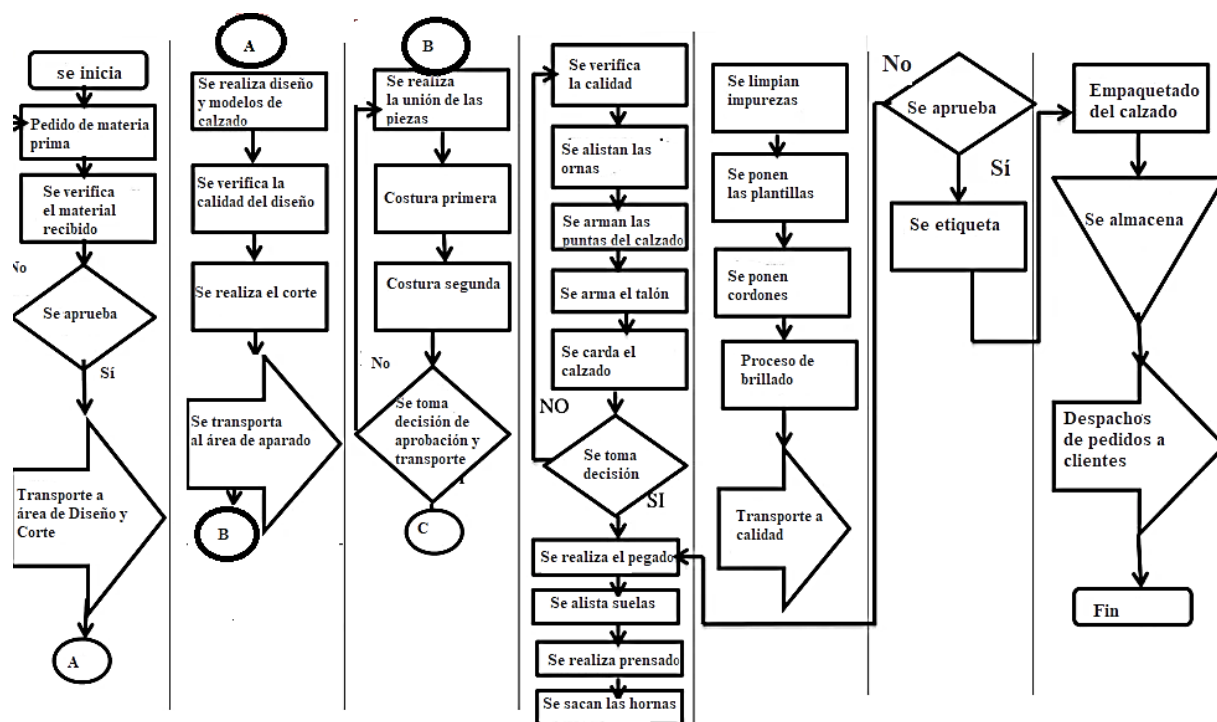 se inicia
Pedido de materia
prima
Se verifica
el material
recibido
No
Se aprueba
Sí
Transporte a
área de Diseño y
Corte
A
A
Se realiza diseño
y modelos de
calzado
Se verifica la
calidad del diseño
Se realiza el corte
Se transporta
al área de aparado
B
B
Se realiza
la unión de las
piezas
Costura primera
Costura segunda
No
Se toma
decisión de
aprobación y
transporte
C
Se verifica
la calidad
Se alistan las
ornas
Se arman las
puntas del calzado
Se arma el talón
Se carda el
calzado
NO
Se toma
decisión
SI
Se realiza el pegado
Se alista suelas
Se realiza prensado
Se sacan las hornas
Se limpian
impurezas
Se ponen
las plantillas
Se ponen
cordones
Proceso de
brillado
Transporte a
calidad
No
Se aprueba
Sí
Se etiqueta
Empaquetado
del calzado
Se almacena
Despachos
de pedidos a
clientes
Fin